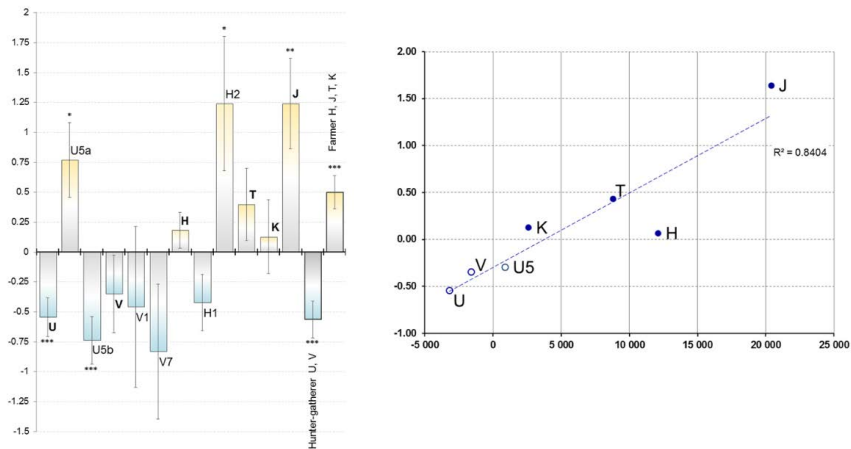 2
1.75
1.5
1.25
1
0.75
0.5
0.25
0
-0.25
-0.5
-0.75
-1
-1.25
-1.5
*
U5a
*
H2
**
J
Farmer H, J, T, K
***
T
H
K
U
***
U5b
***
V
V1
V7
H1
***
Hunter-gatherer U, V
2.00
1.50
1.00
0.50
0.00
-0.50
-1.00
-5 000
0
5 000
10 000
15 000
20 000
25 000
J
R² = 0.8404
T
K
H
V
U5
U